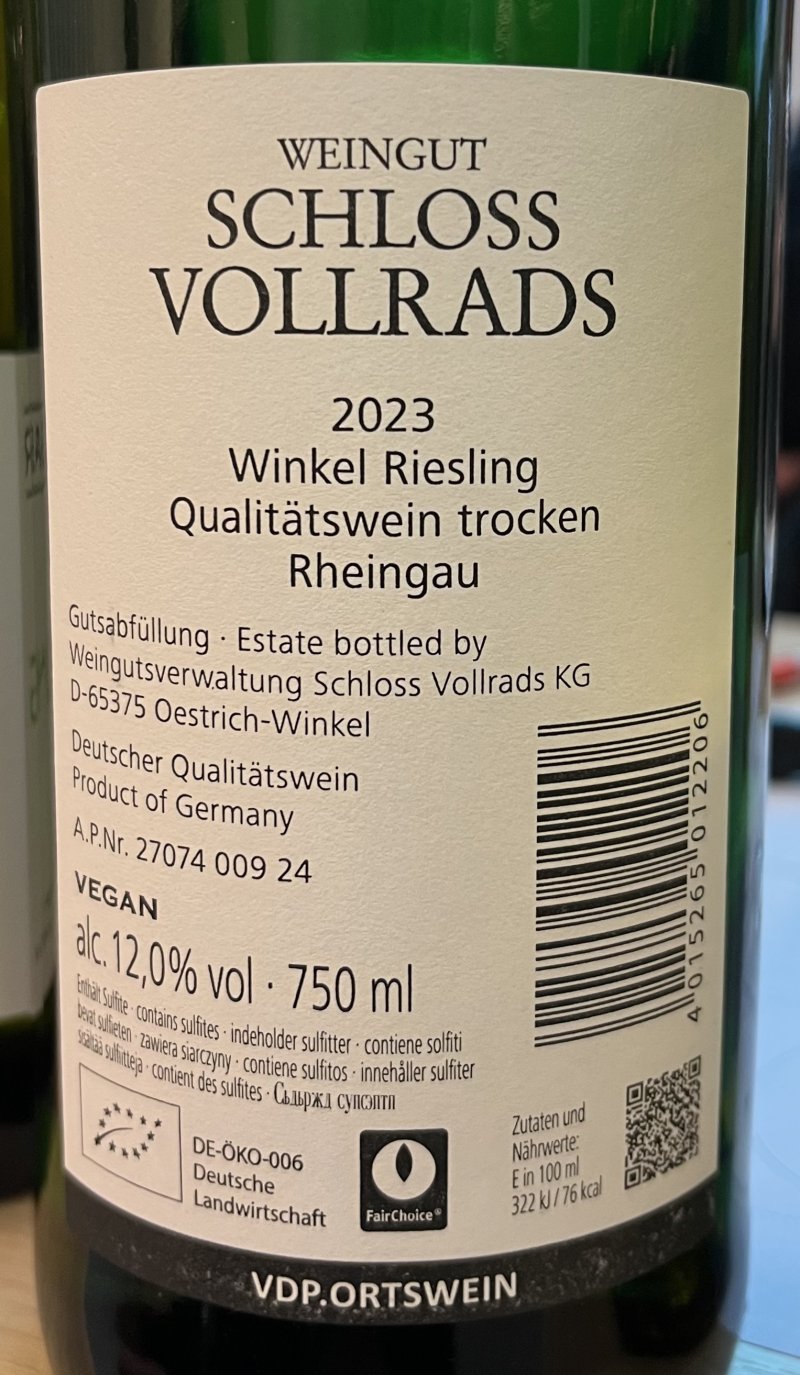 WEINGUT
SCHLOSS
VOLLRADS
2023
Winkel Riesling
Qualitätswein trocken
Rheingau
Gutsabfüllung · Estate bottled by
Weingutsverwaltung Schloss Vollrads KG
D-65375 Oestrich-Winkel
Deutscher Qualitätswein
Product of Germany
A.P.Nr. 27074 009 24
VEGAN
alc. 12,0% vol · 750 ml
Enthält Sulfite · contains sulfites · indeholder sulfitter · contiene solfiti
bevat sulfieten · zawiera siarczyny · contiene sulfitos · innehåller sulfiter
sisältää sulfiitteja · contient des sulfites · Съдържд
4 015265 012206
DE-ÖKO-006
Deutsche
Landwirtschaft
FairChoice®
Zutaten und
Nährwerte:
E in 100 ml
322 kJ / 76 kcal
VDP.ORTSWEIN